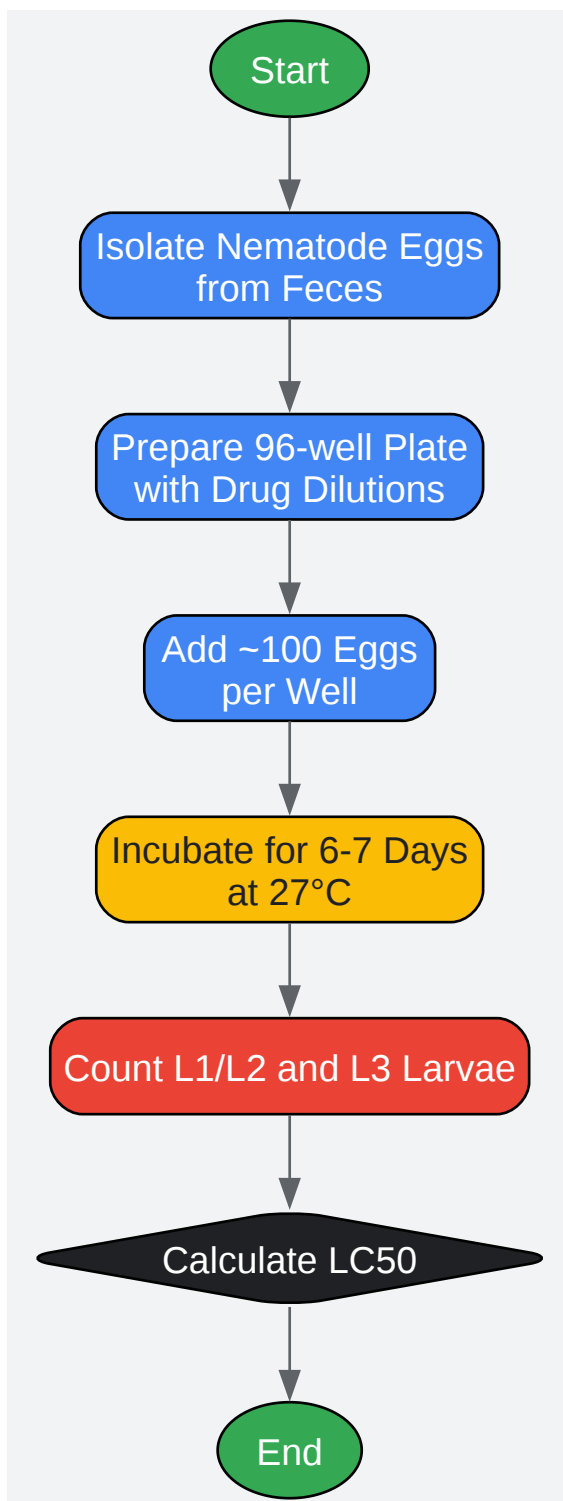 Start
Isolate Nematode Eggs
from Feces
Prepare 96-well Plate
with Drug Dilutions
Add ~100 Eggs
per Well
Incubate for 6-7 Days
at 27°C
Count L1/L2 and L3 Larvae
Calculate LC50
End